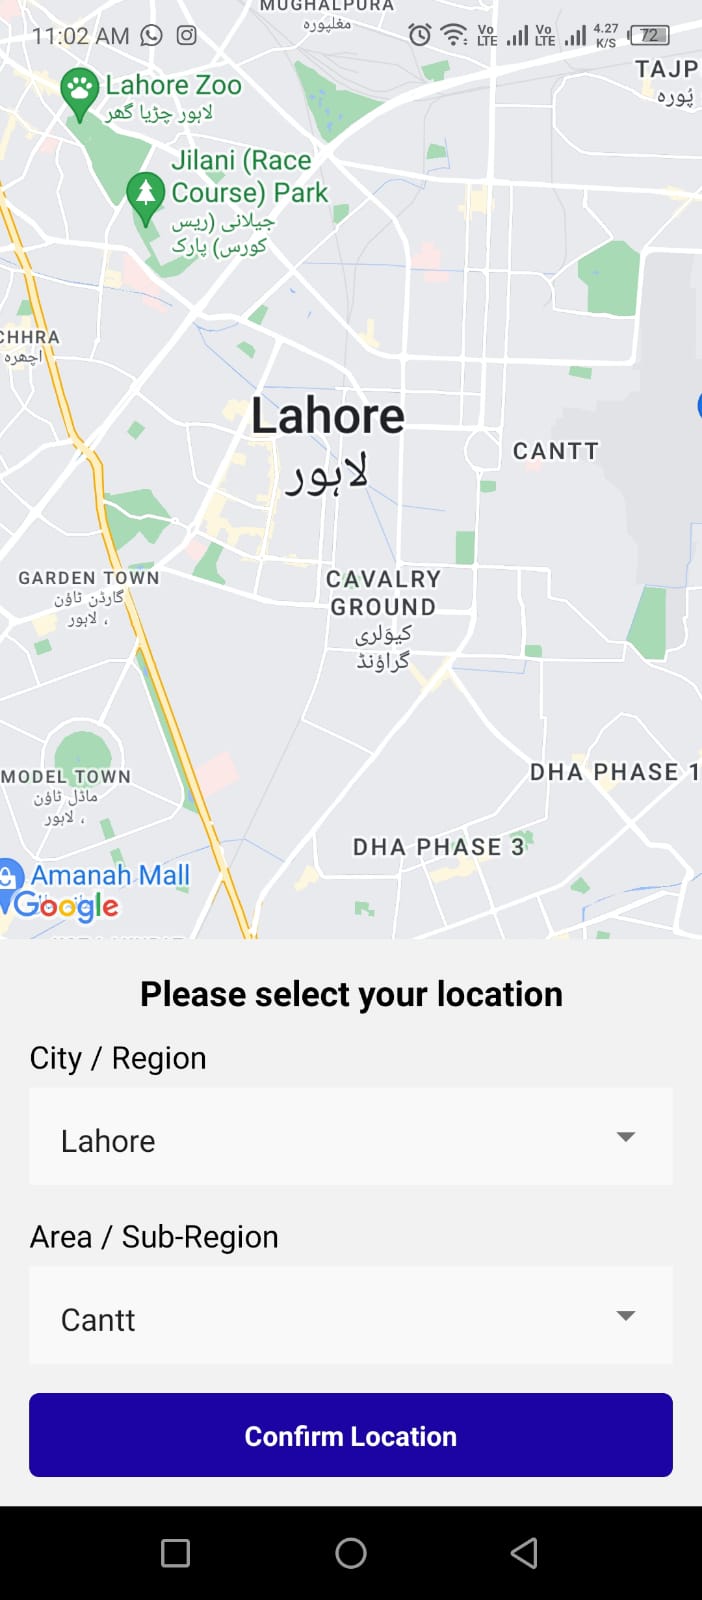 MUGHALPURA
مغلپورہ
11:02 AM
Vo LTE
Vo LTE
4.27 K/S
72
TAJP
پُورہ
Lahore Zoo
لاہور چڑیا گھر
Jilani (Race
Course) Park
جیلانی (ریس
کورس) پارک
CHHRA
اچھرہ
Lahore
لاہور
CANTT
GARDEN TOWN
گارڈن ٹاؤن
، لاہور
CAVALRY
GROUND
کیولری
گراؤنڈ
MODEL TOWN
ماڈل ٹاؤن
، لاہور
DHA PHASE 1
DHA PHASE 3
Amanah Mall
Google
Please select your location
City / Region
Lahore
Area / Sub-Region
Cantt
Confirm Location